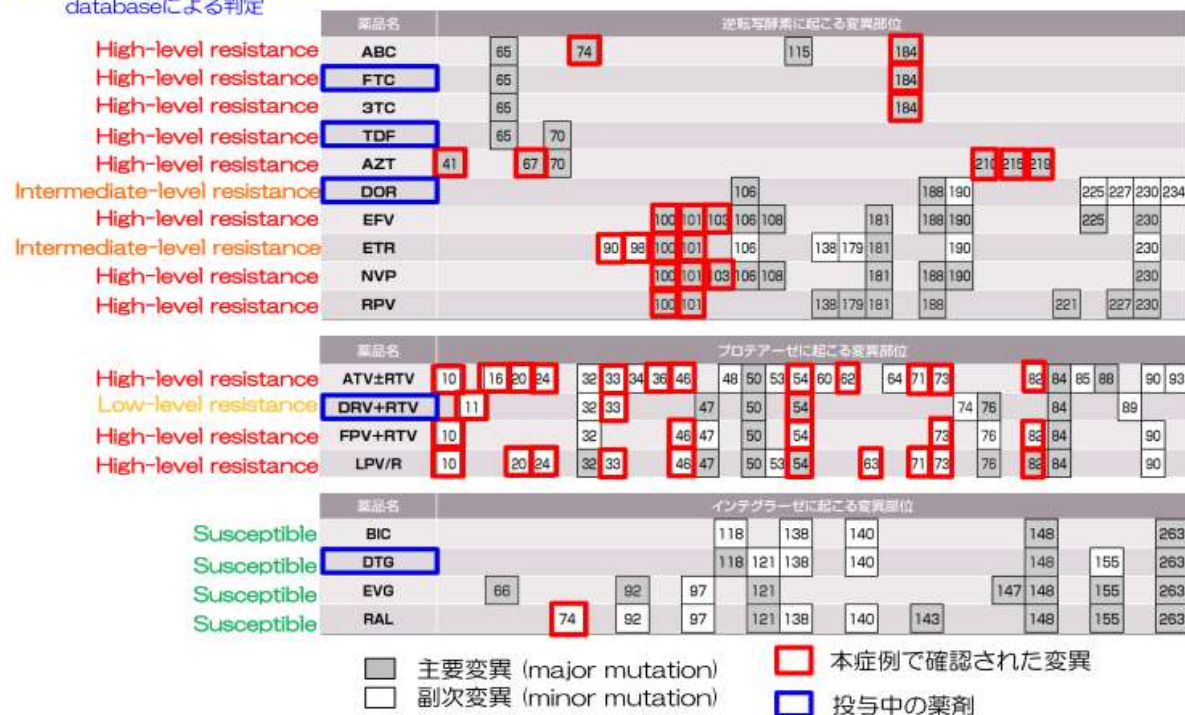 databaseによる判定
薬品名 逆転写酵素に起こる変異部位
High-level resistance ABC 65 74 115 184
High-level resistance FTC 65 184
High-level resistance 3TC 65 184
High-level resistance TDF 65 70
High-level resistance AZT 41 67 70 210 215 219
Intermediate-level resistance DOR 106 188 190 225 227 230 234
High-level resistance EFV 100 101 103 106 108 181 188 190 225 230
Intermediate-level resistance ETR 90 98 100 101 106 138 179 181 190 230
High-level resistance NVP 100 101 103 106 108 181 188 190 230
High-level resistance RPV 100 101 138 179 181 188 221 227 230
薬品名 プロテアーゼに起こる変異部位
High-level resistance ATV±RTV 10 16 20 24 32 33 34 36 46 48 50 53 54 60 62 64 71 73 82 84 85 88 90 93
Low-level resistance DRV+RTV 11 32 33 47 50 54 74 76 84 89
High-level resistance FPV+RTV 10 32 46 47 50 54 73 76 82 84 90
High-level resistance LPV/R 10 20 24 32 33 46 47 50 53 54 63 71 73 76 82 84 90
薬品名 インテグラーゼに起こる変異部位
Susceptible BIC 118 138 140 148 263
Susceptible DTG 118 121 138 140 148 155 263
Susceptible EVG 66 92 97 121 147 148 155 263
Susceptible RAL 74 92 97 121 138 140 143 148 155 263
主要変異 (major mutation) 本症例で確認された変異
副次変異 (minor mutation) 投与中の薬剤